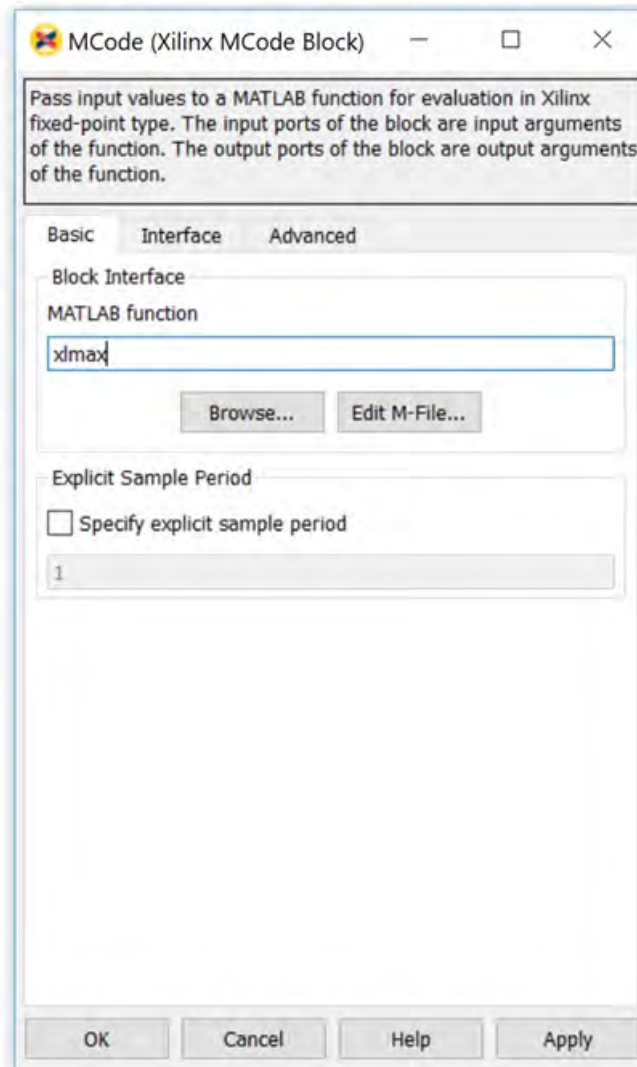 MCode (Xilinx MCode Block)
Pass input values to a MATLAB function for evaluation in Xilinx
fixed-point type. The input ports of the block are input arguments
of the function. The output ports of the block are output arguments
of the function.
Basic Interface Advanced
Block Interface
MATLAB function
xlmax
Browse... Edit M-File...
Explicit Sample Period
Specify explicit sample period
1
OK Cancel Help Apply